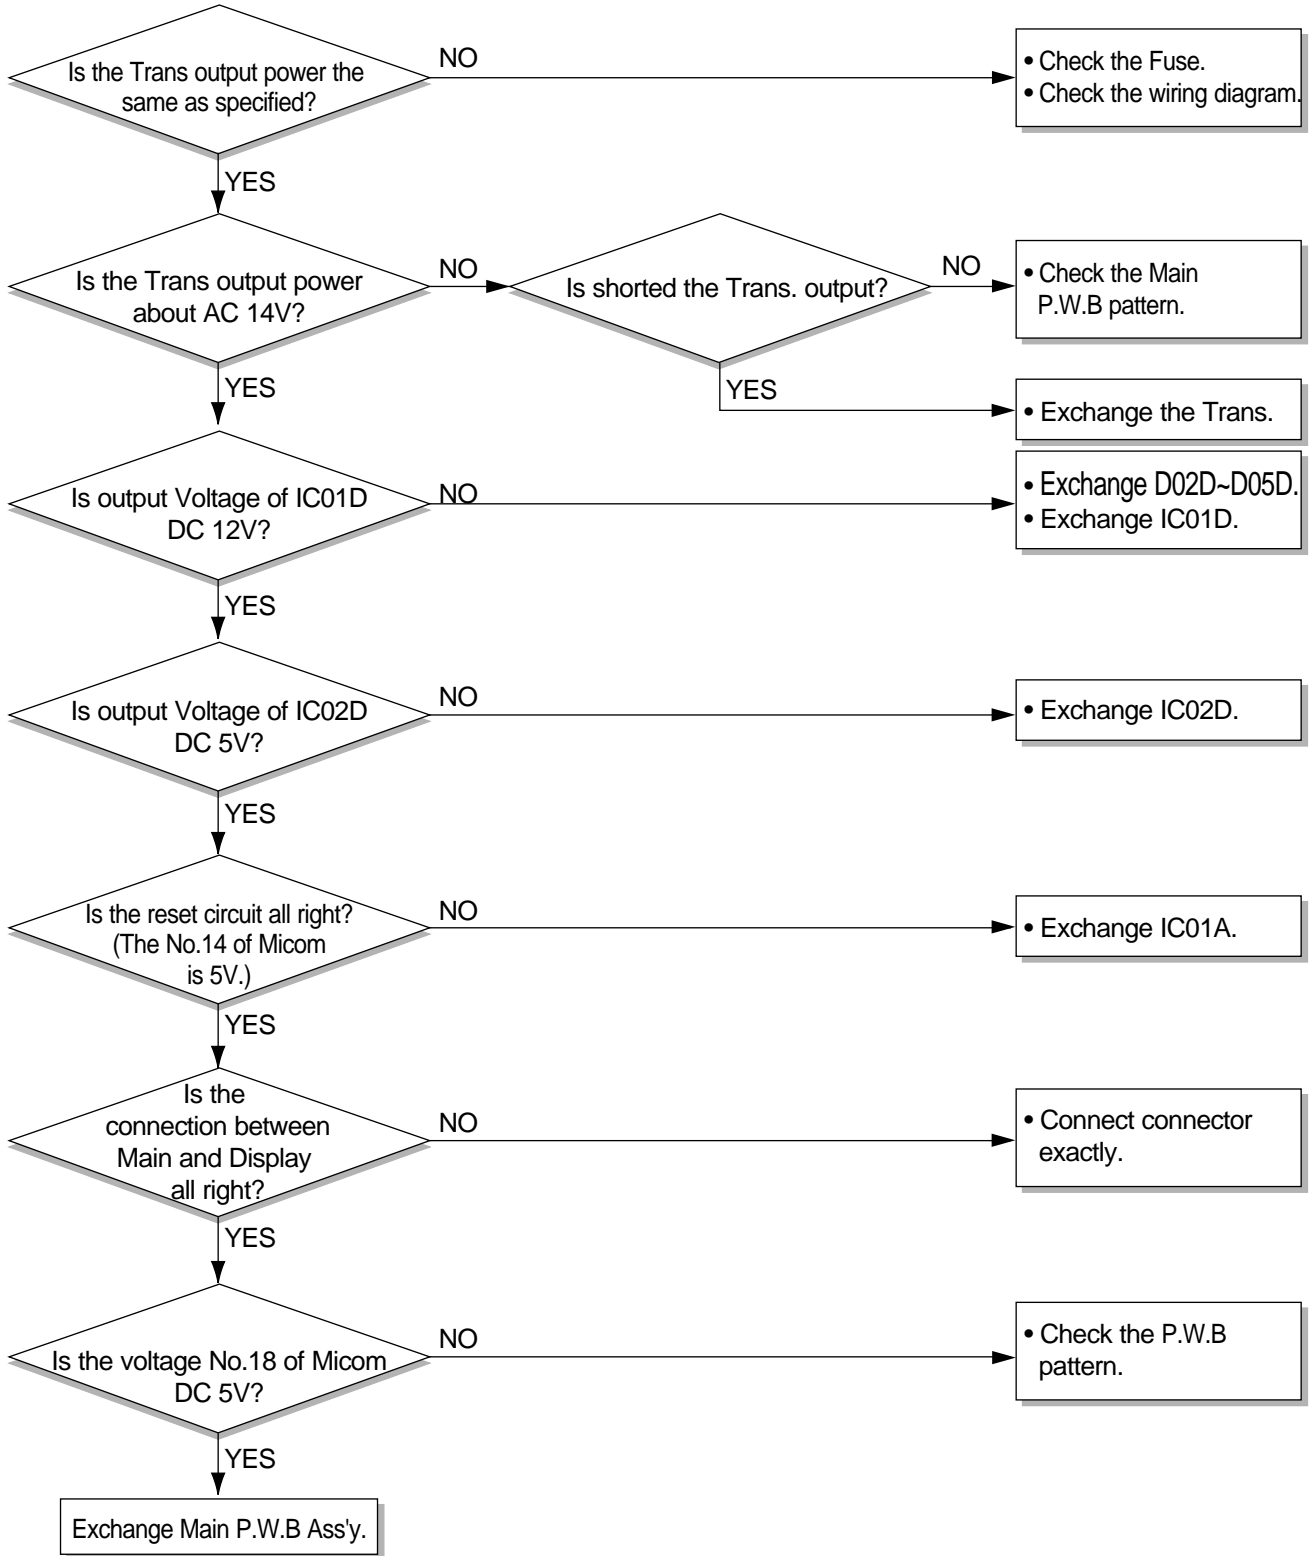 Is the Trans output power the
same as specified?
NO
• Check the Fuse.
• Check the wiring diagram.
YES
Is the Trans output power
about AC 14V?
NO
Is shorted the Trans. output?
NO
• Check the Main
P.W.B pattern.
YES
YES
• Exchange the Trans.
Is output Voltage of IC01D
DC 12V?
NO
• Exchange D02D~D05D.
• Exchange IC01D.
YES
Is output Voltage of IC02D
DC 5V?
NO
• Exchange IC02D.
YES
Is the reset circuit all right?
(The No.14 of Micom
is 5V.)
NO
• Exchange IC01A.
YES
Is the
connection between
Main and Display
all right?
NO
• Connect connector
exactly.
YES
Is the voltage No.18 of Micom
DC 5V?
NO
• Check the P.W.B
pattern.
YES
Exchange Main P.W.B Ass'y.